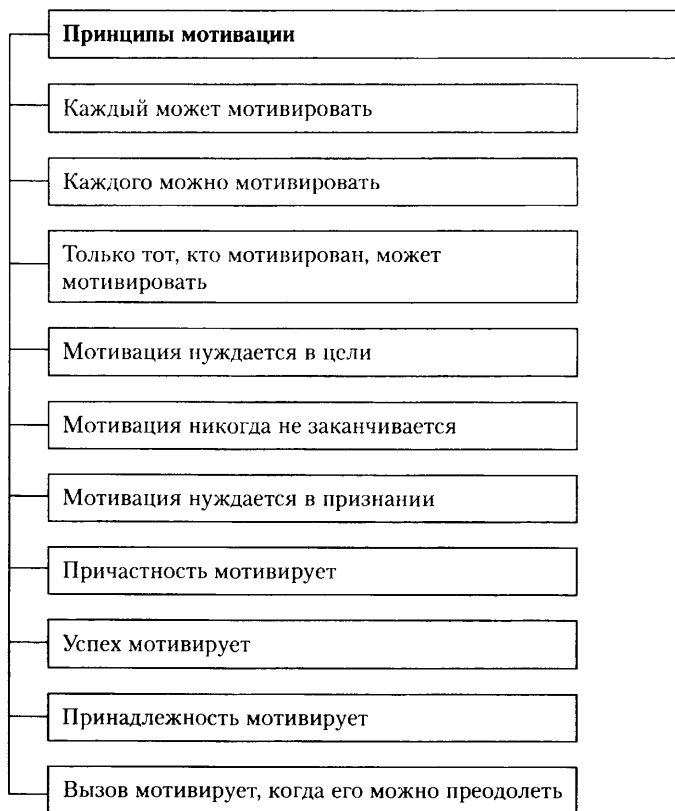 Принципы мотивации
Каждый может мотивировать
Каждого можно мотивировать
Только тот, кто мотивирован, может
мотивировать
Мотивация нуждается в цели
Мотивация никогда не заканчивается
Мотивация нуждается в признании
Причастность мотивирует
Успех мотивирует
Принадлежность мотивирует
Вызов мотивирует, когда его можно преодолеть